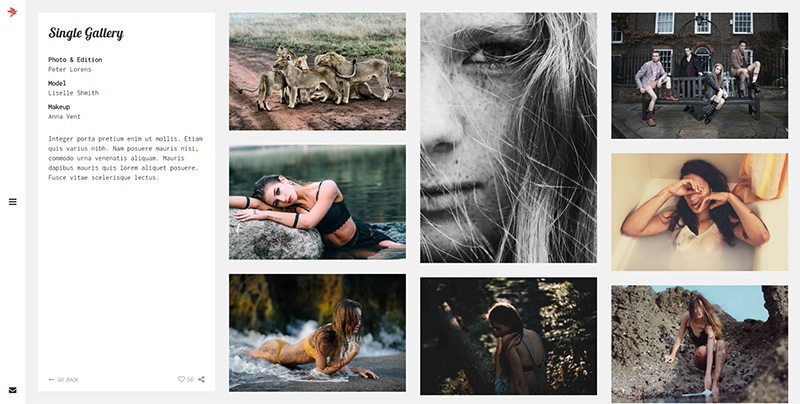 Single Gallery
Photo & Edition
Peter Lorens
Model
Liselle Shmith
Makeup
Anna Vent
Integer porta pretium enim ut mollis. Etiam
quis varius nibh. Nam posuere mauris nisi,
commodo urna venenatis aliquam. Mauris
dapibus mauris quis lorem aliquet posuere.
Fusce vitae scelerisque lectus.
GO BACK
56